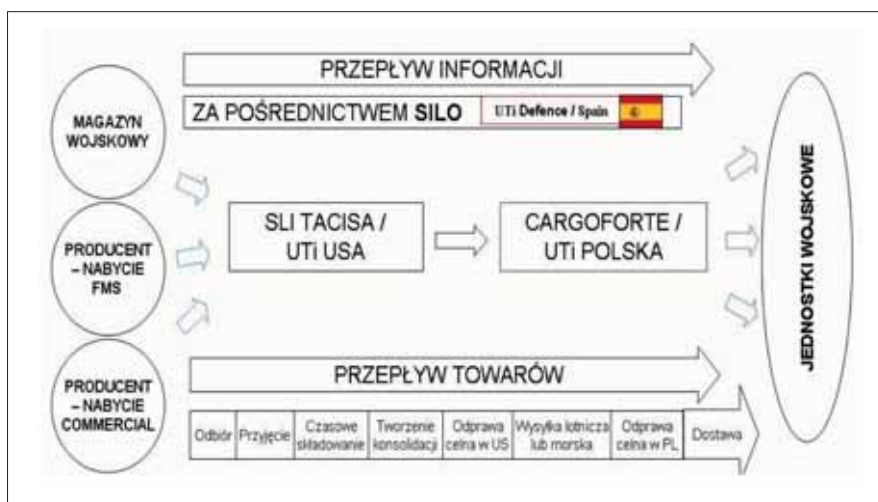 PRZEPŁYW INFORMACJI
ZA POŚREDNICTWEM SILO
UTi Defence / Spain
MAGAZYN
WOJSKOWY
PRODUCENT
– NABYCIE
FMS
PRODUCENT
– NABYCIE
COMMERCIAL
SLI TACISA /
UTi USA
CARGOFORTE /
UTi POLSKA
JEDNOSTKI WOJSKOWE
PRZEPŁYW TOWARÓW
Odbiór
Przyjęcie
Czasowe
składowanie
Tworzenie
konsolidacji
Odprawa
celna w US
Wysyłka lotnicza
lub morska
Odprawa
celna w PL
Dostawa